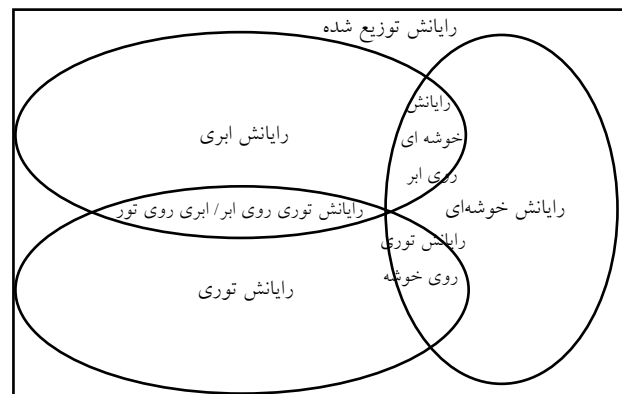 رایانش توزیع شده
رایانش
خوشه ای
روی ابر
رایانش ابری
رایانش خوشه‌ای
رایانش توری روی ابر/ ابری روی تور
رایانش توری
روی خوشه
رایانش توری